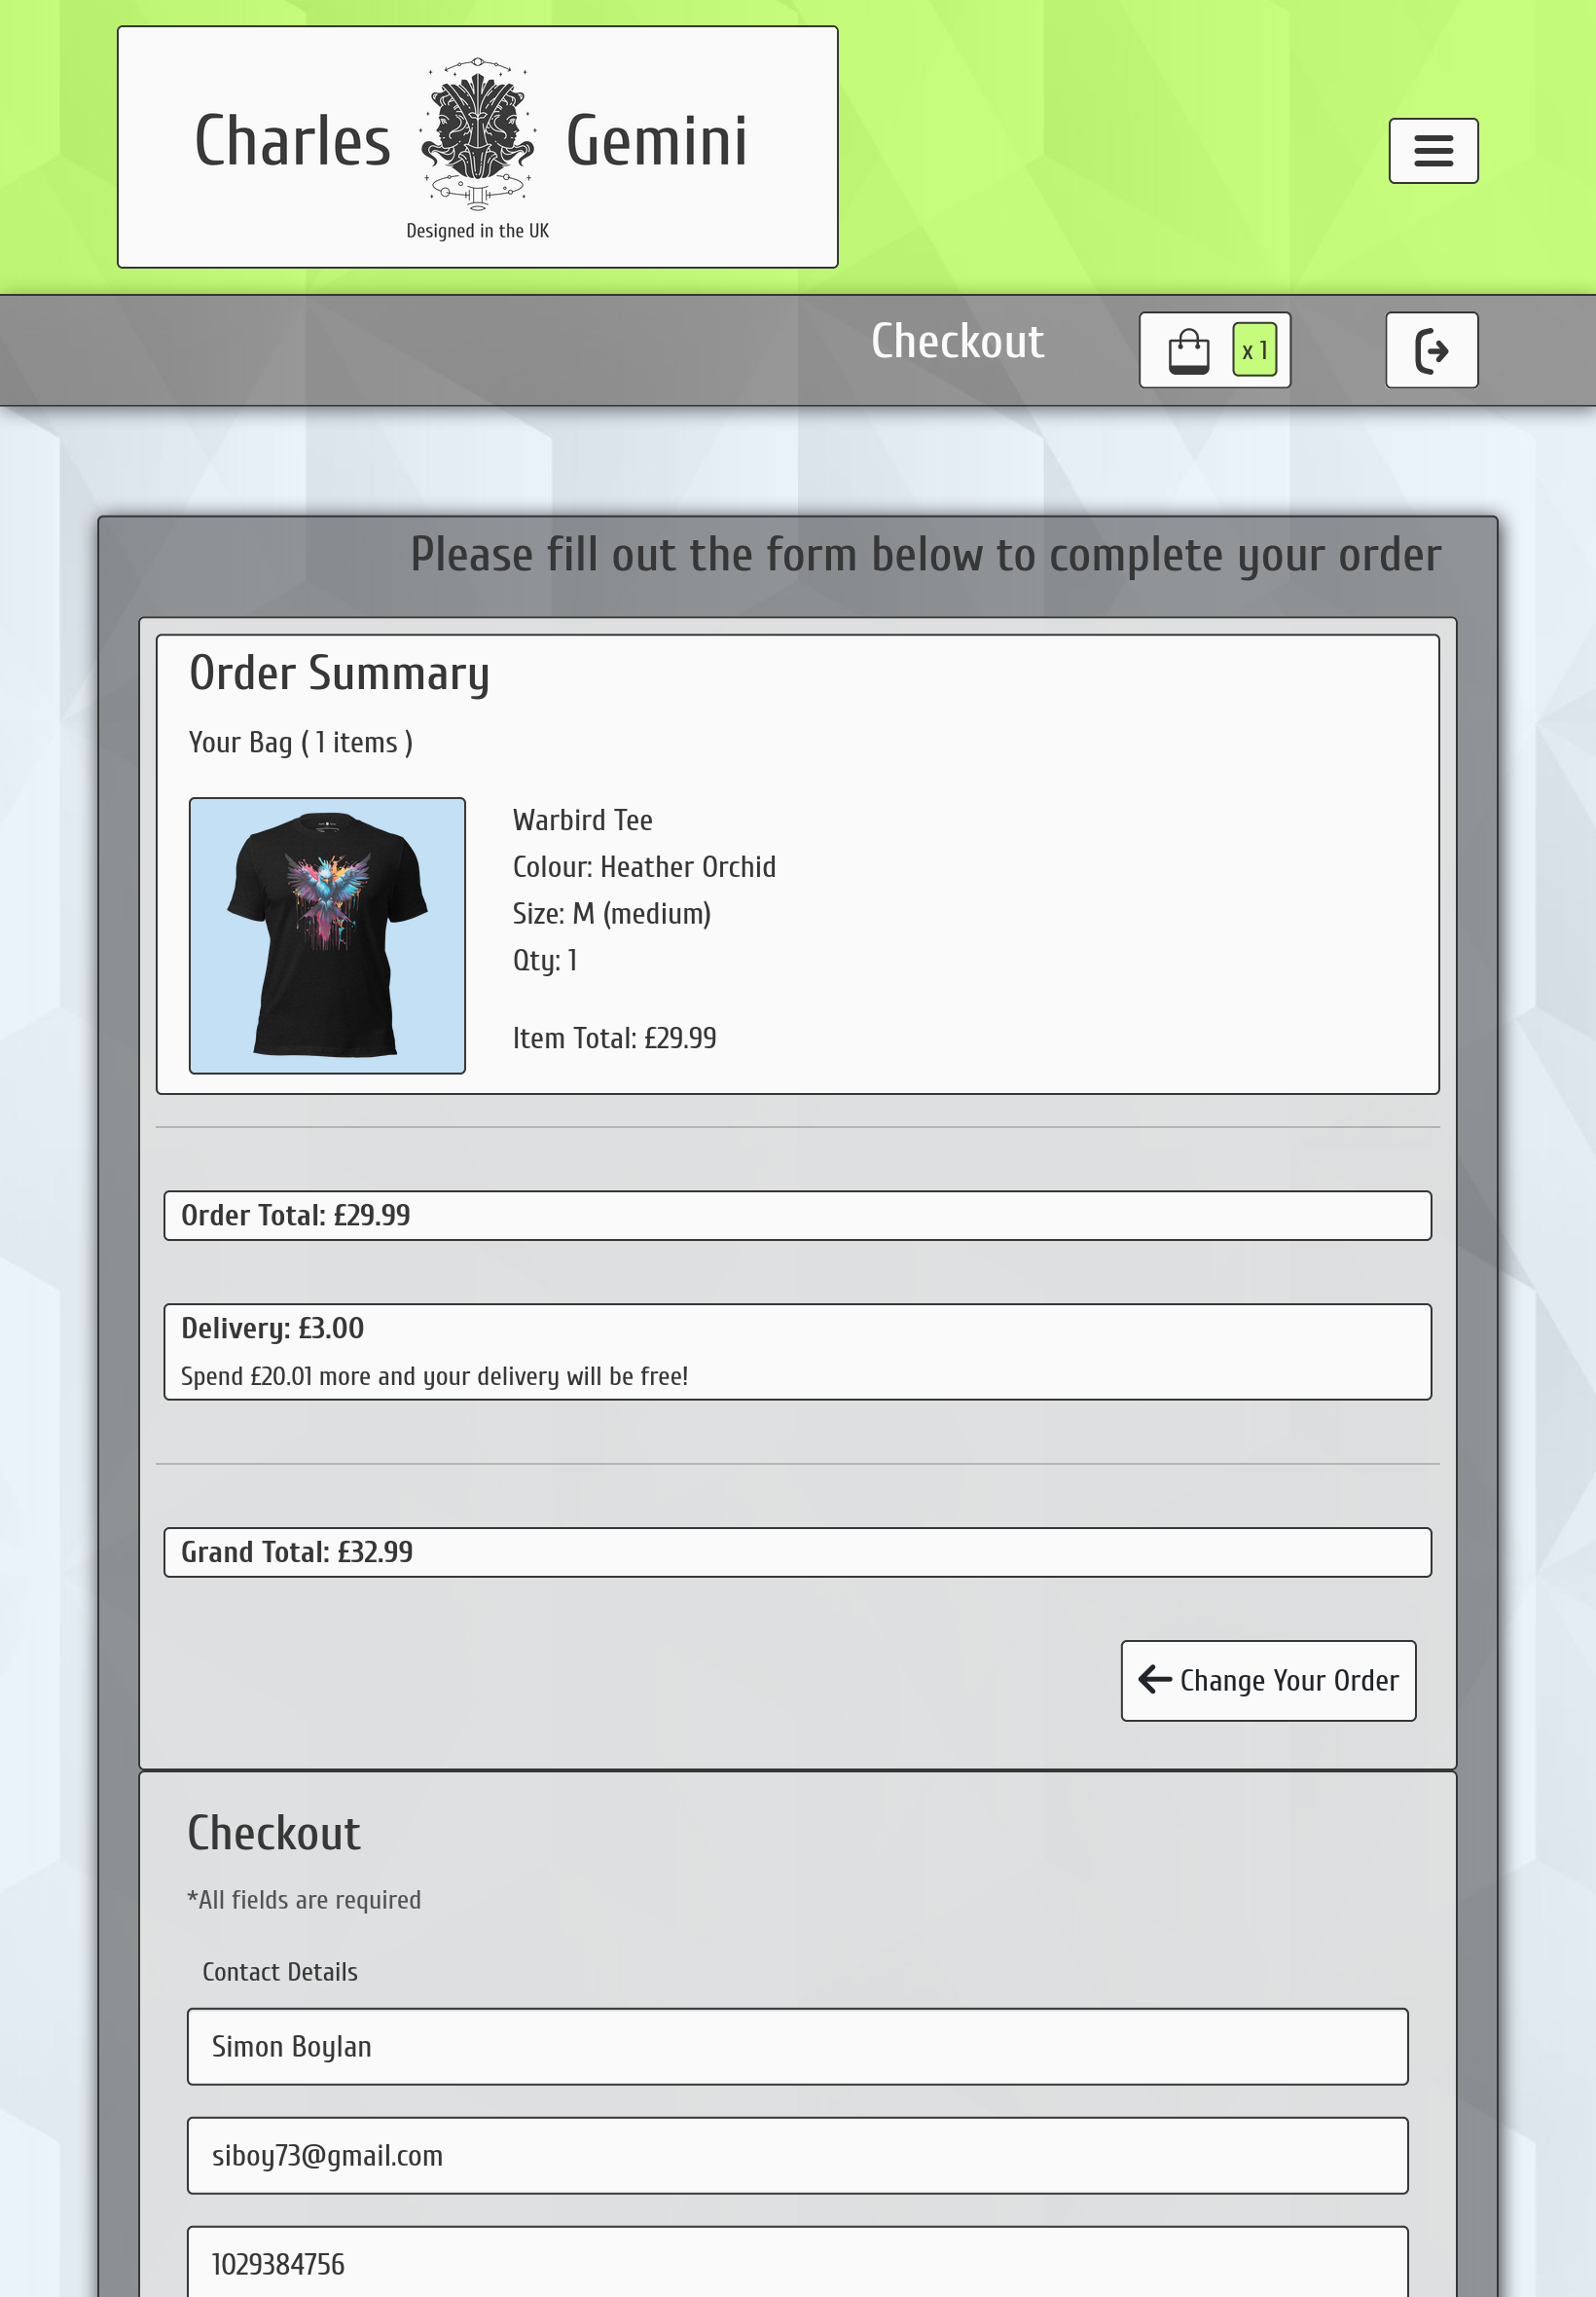 Charles Gemini
Designed in the UK
Checkout
x 1
Please fill out the form below to complete your order
Order Summary
Your Bag ( 1 items )
Warbird Tee
Colour: Heather Orchid
Size: M (medium)
Qty: 1
Item Total: £29.99
Order Total: £29.99
Delivery: £3.00
Spend £20.01 more and your delivery will be free!
Grand Total: £32.99
Change Your Order
Checkout
*All fields are required
Contact Details
Simon Boylan
siboy73@gmail.com
1029384756